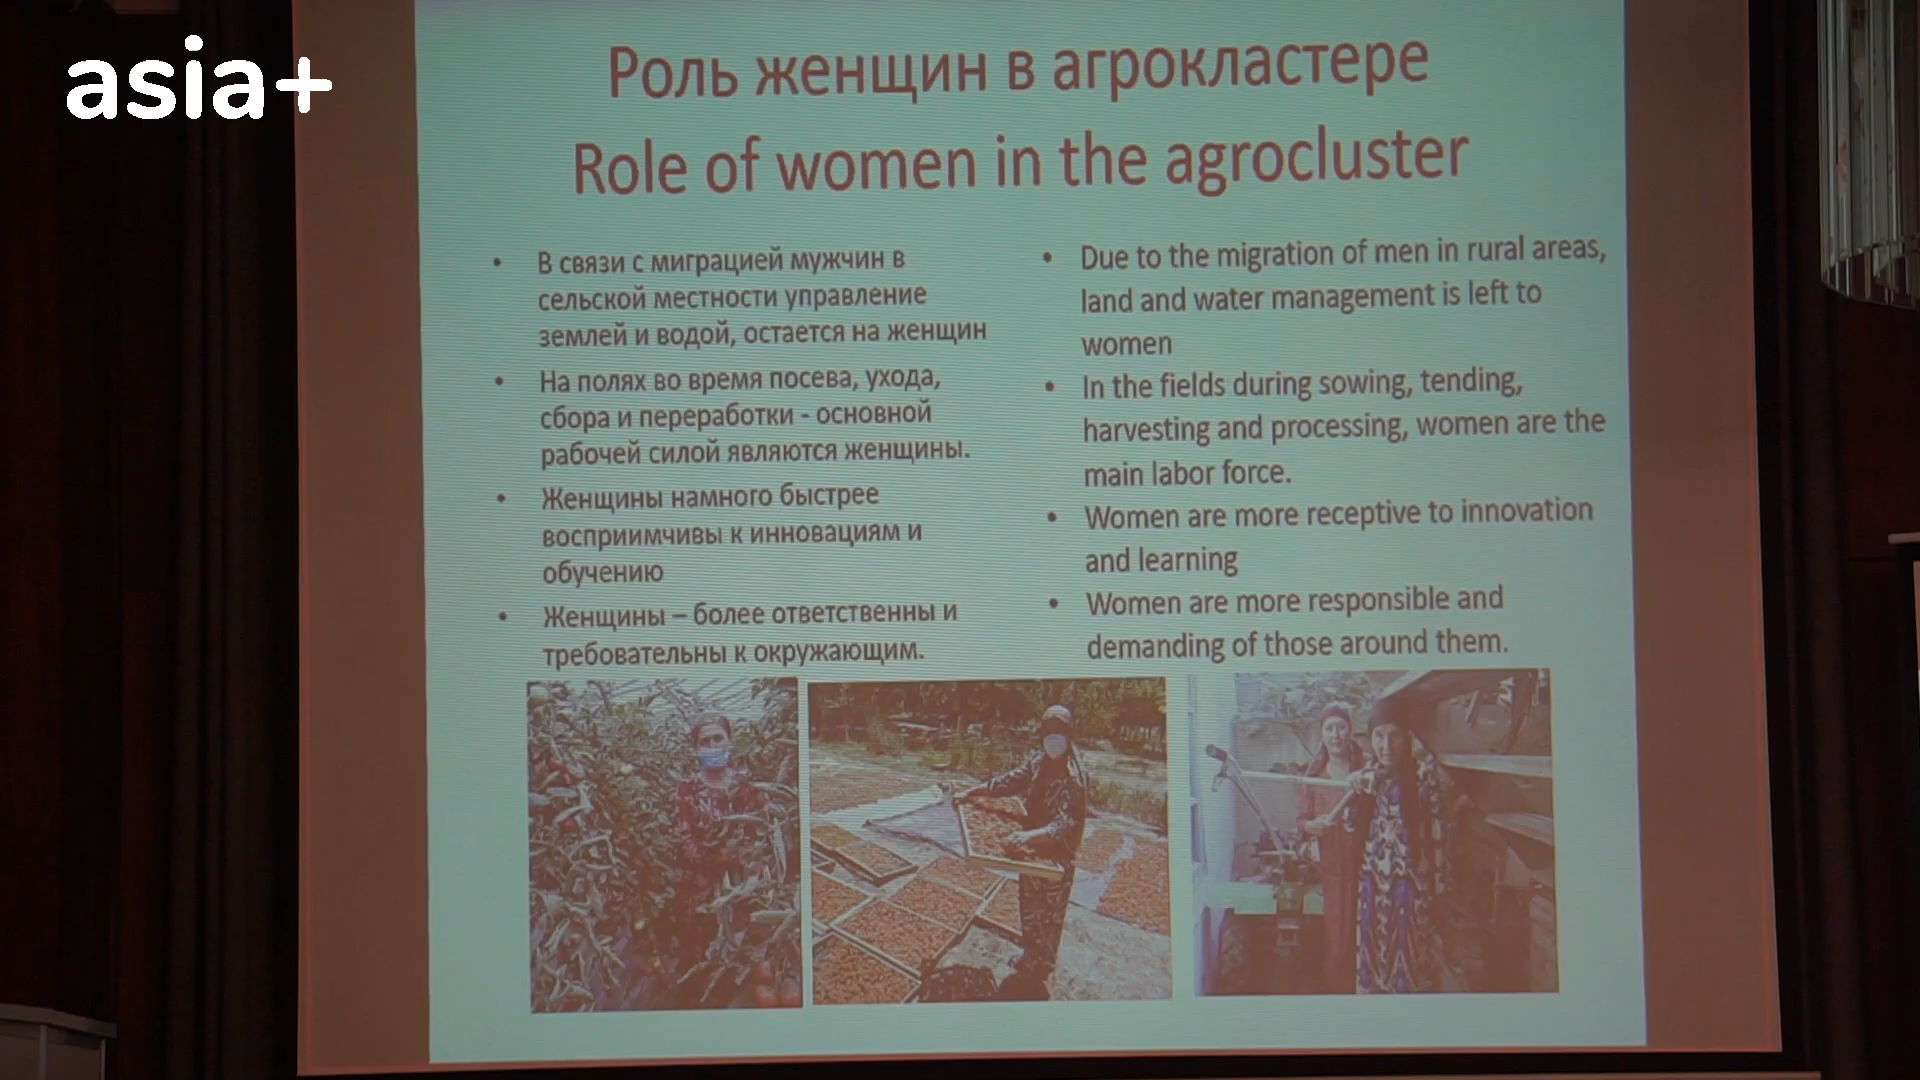 asia+
Роль женщин в агрокластере
Role of women in the agrocluster
• В связи с миграцией мужчин в
сельской местности управление
землей и водой, остается на женщин
• На полях во время посева, ухода,
сбора и переработки - основной
рабочей силой являются женщины.
• Женщины намного быстрее
восприимчивы к инновациям и
обучению
• Женщины – более ответственны и
требовательны к окружающим.
• Due to the migration of men in rural areas,
land and water management is left to
women
• In the fields during sowing, tending,
harvesting and processing, women are the
main labor force.
• Women are more receptive to innovation
and learning
• Women are more responsible and
demanding of those around them.